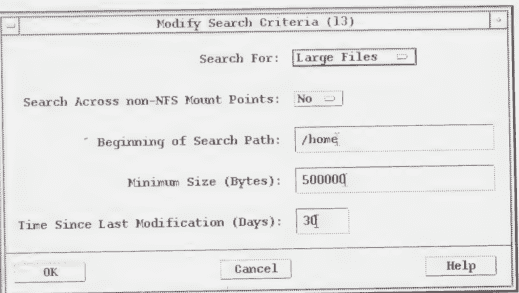 Modify Search Criteria (13)
Search For: Large Files
Search Across non-NFS Mount Points: No
Beginning of Search Path: /home
Minimum Size (Bytes): 500000
Time Since Last Modification (Days): 30
OK Cancel Help